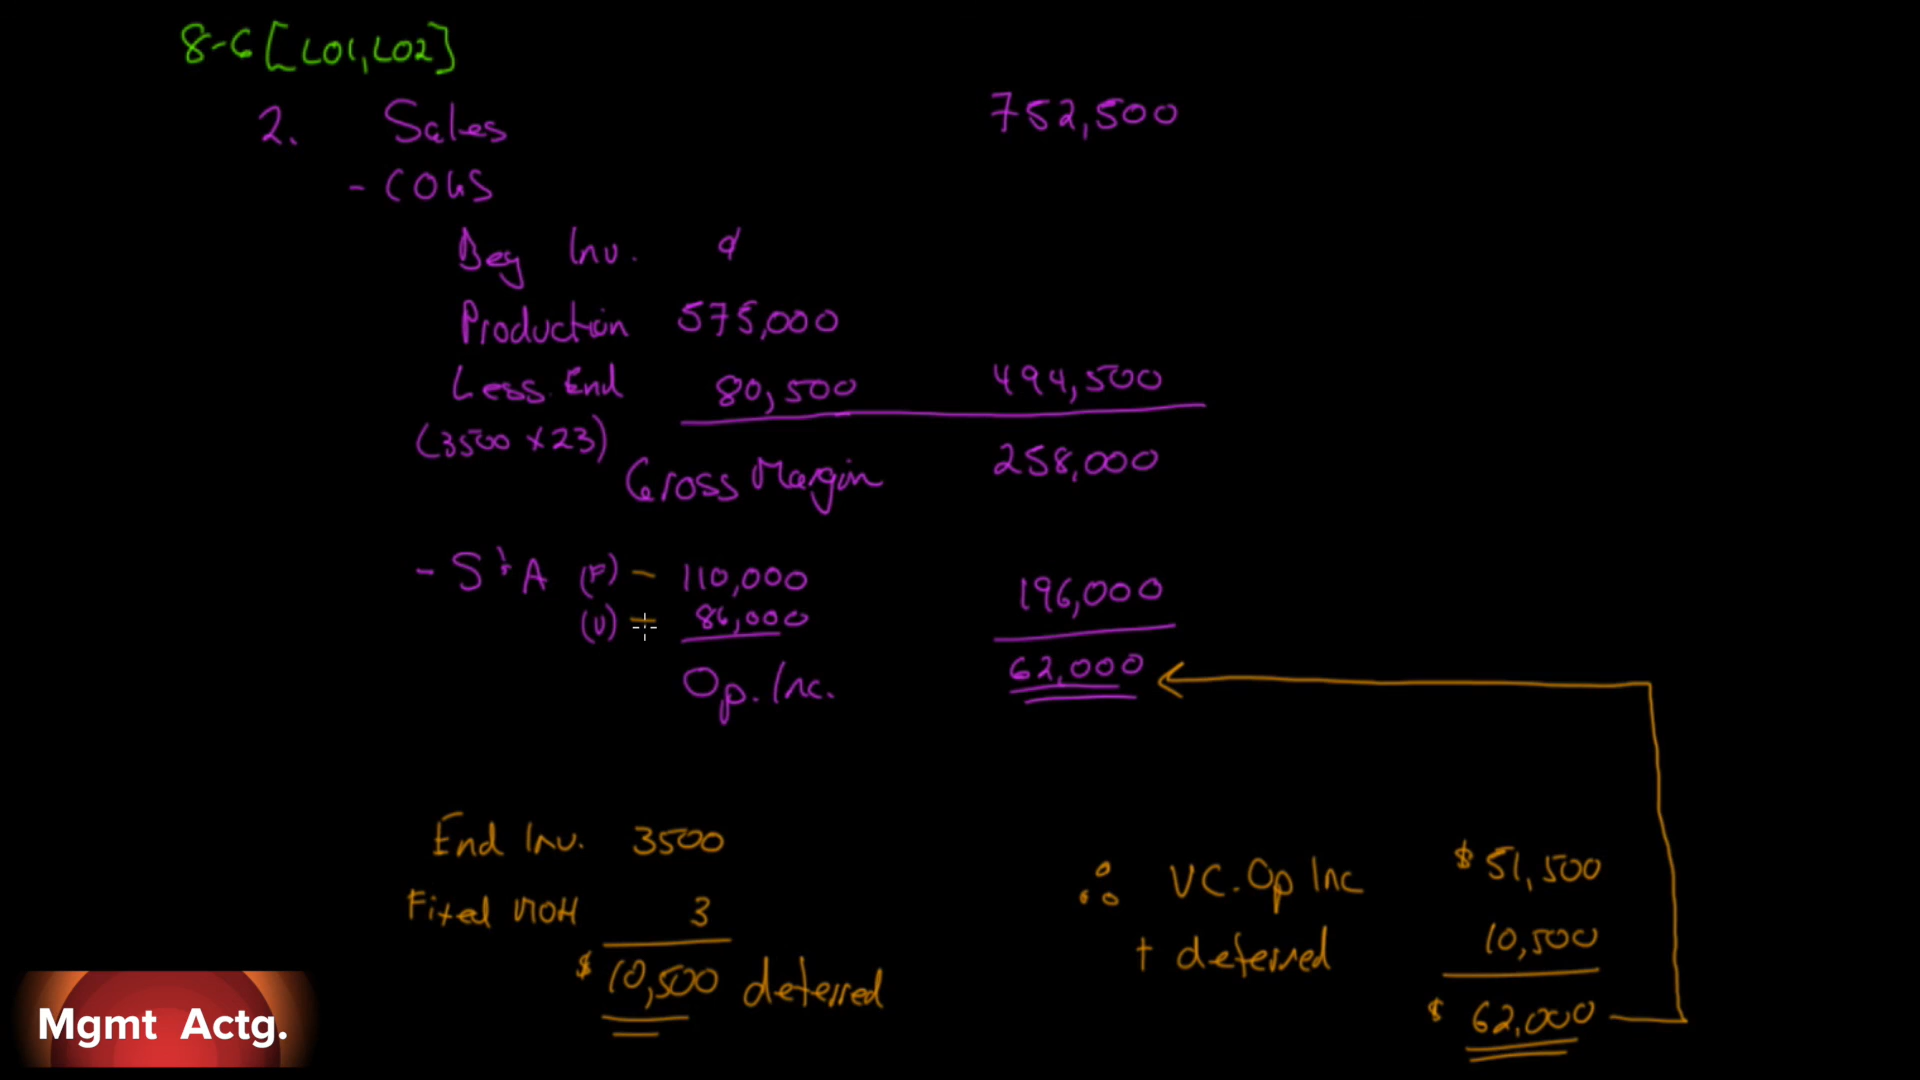 8-6 [LO1, LO2]
2. Sales 752,500
- COGS
Beg Inv. ∅
Production 575,000
Less. End 80,500 494,500
(3500 x 23)
Gross Margin 258,000
- S&A (F) - 110,000 196,000
(V) - 86,000
Op. Inc. 62,000
End Inv. 3500
Fixed MOH 3
$ 10,500 deferred
∴ VC. Op Inc $ 51,500
+ deferred 10,500
$ 62,000
Mgmt Actg.